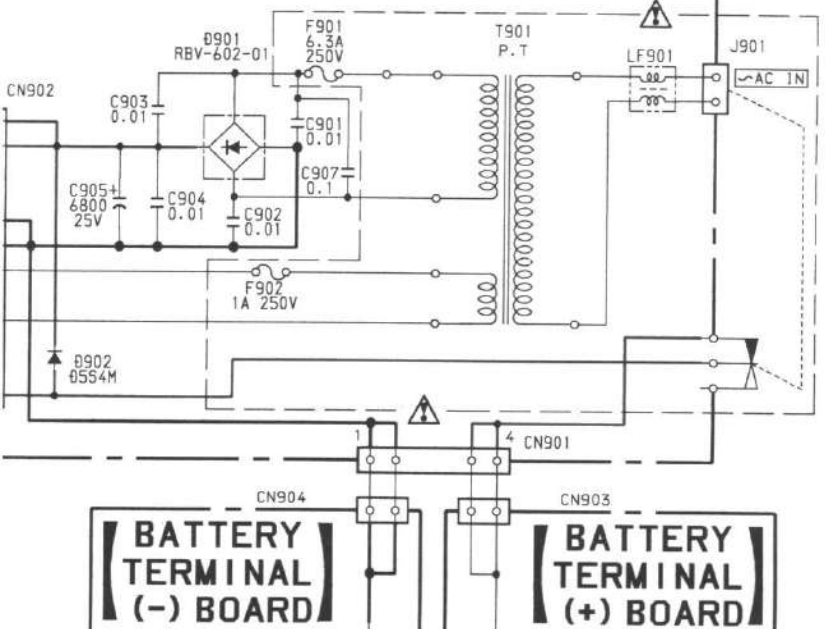 D901
RBV-602-01
F901
6.3A
250V
T901
P.T
LF901
J901
~AC IN
CN902
C903
0.01
C901
0.01
C907
0.1
C905+
6800
25V
C904
0.01
C902
0.01
F902
1A 250V
D902
D5S4M
1
4
CN901
CN904
CN903
BATTERY
TERMINAL
(-) BOARD
BATTERY
TERMINAL
(+) BOARD